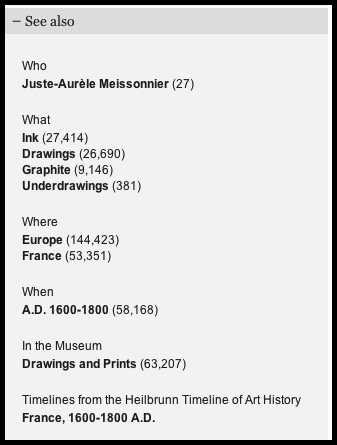 – See also
Who
Juste-Aurèle Meissonnier (27)
What
Ink (27,414)
Drawings (26,690)
Graphite (9,146)
Underdrawings (381)
Where
Europe (144,423)
France (53,351)
When
A.D. 1600-1800 (58,168)
In the Museum
Drawings and Prints (63,207)
Timelines from the Heilbrunn Timeline of Art History
France, 1600-1800 A.D.